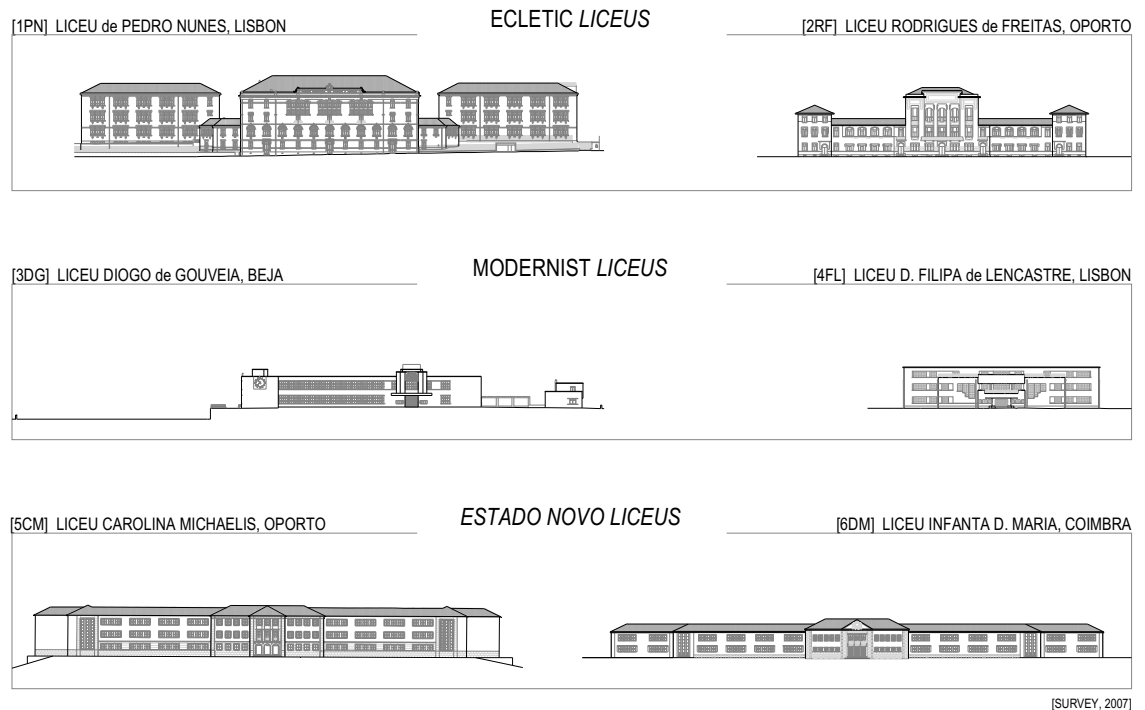 ECLETIC LICEUS
[1PN] LICEU de PEDRO NUNES, LISBON
[2RF] LICEU RODRIGUES de FREITAS, OPORTO
MODERNIST LICEUS
[3DG] LICEU DIOGO de GOUVEIA, BEJA
[4FL] LICEU D. FILIPA de LENCASTRE, LISBON
ESTADO NOVO LICEUS
[5CM] LICEU CAROLINA MICHAELIS, OPORTO
[6DM] LICEU INFANTA D. MARIA, COIMBRA
[SURVEY, 2007]